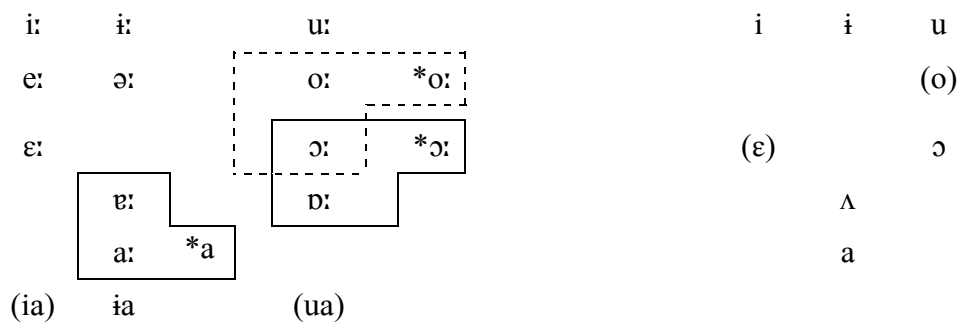 iː ɨː uː i ɨ u
eː əː oː *oː (o)
ɛː ɔː *ɔː (ɛ) ɔ
ɐː ɒː ʌ
aː *a a
(ia) ɨa (ua)